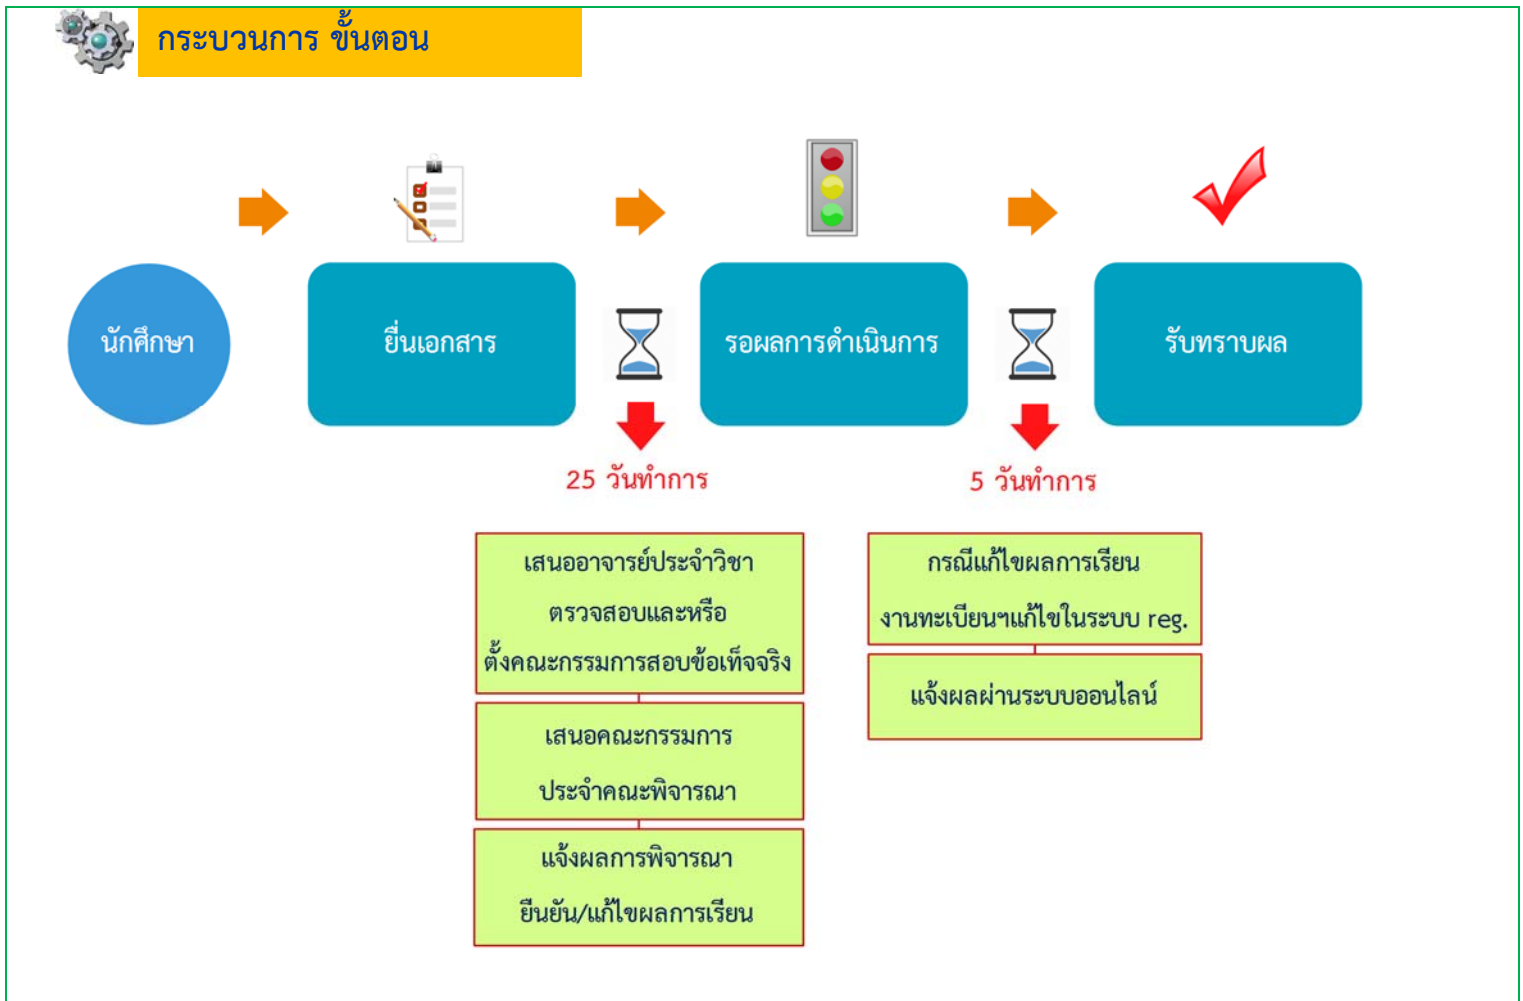 กระบวนการ ขั้นตอน
นักศึกษา
ยื่นเอกสาร
รอผลการดำเนินการ
รับทราบผล
25 วันทำการ
5 วันทำการ
เสนออาจารย์ประจำวิชา
ตรวจสอบและหรือ
ตั้งคณะกรรมการสอบข้อเท็จจริง
เสนอคณะกรรมการ
ประจำคณะพิจารณา
แจ้งผลการพิจารณา
ยืนยัน/แก้ไขผลการเรียน
กรณีแก้ไขผลการเรียน
งานทะเบียนฯแก้ไขในระบบ reg.
แจ้งผลผ่านระบบออนไลน์